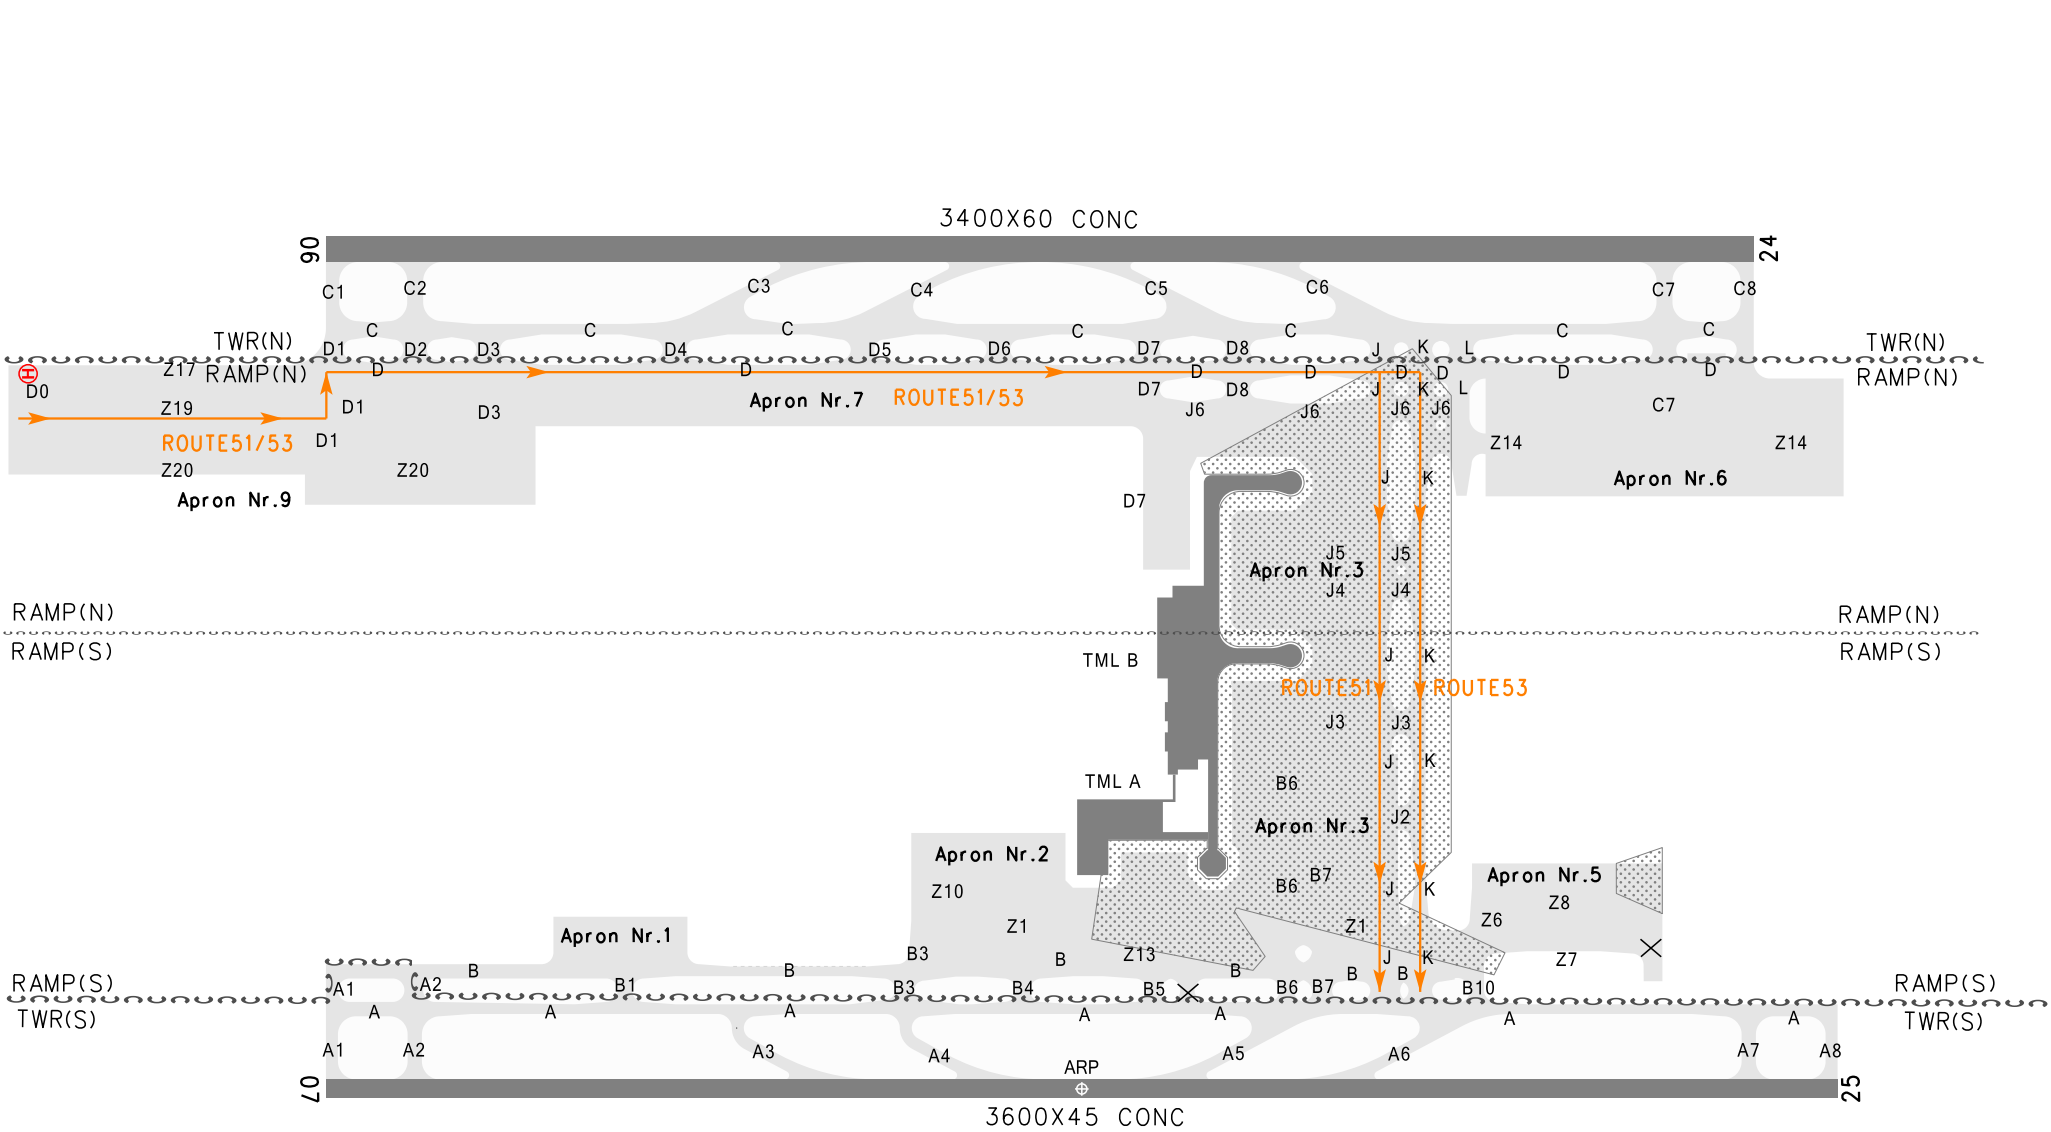 3400X60 CONC
06
24
C1
C2
C3
C4
C5
C6
C7
C8
TWR(N)
C
C
C
C
C
C
C
TWR(N)
D1
D2
D3
D4
D5
D6
D7
D8
J
K
L
Z17
RAMP(N)
D
D
D
D
D
D
D
D
RAMP(N)
H
D0
D7
D8
J
K
L
Z19
D1
D3
Apron Nr.7
ROUTE51/53
J6
J6
J6
J6
C7
ROUTE51/53
D1
Z14
Z14
Z20
Z20
J
K
Apron Nr.6
Apron Nr.9
D7
J5
J5
Apron Nr.3
J4
J4
RAMP(N)
RAMP(N)
RAMP(S)
RAMP(S)
TML B
J
K
ROUTE51
ROUTE53
J3
J3
J
K
TML A
B6
J2
Apron Nr.3
Apron Nr.2
Z10
B6
B7
J
K
Apron Nr.5
Z8
Z1
Z1
Z6
Apron Nr.1
B3
B
Z13
J
K
Z7
B
B
B
B
B
RAMP(S)
A1
A2
B1
B3
B4
B5
B6
B7
B10
RAMP(S)
TWR(S)
A
A
A
A
A
A
A
TWR(S)
A1
A2
A3
A4
A5
A6
A7
A8
ARP
07
25
3600X45 CONC